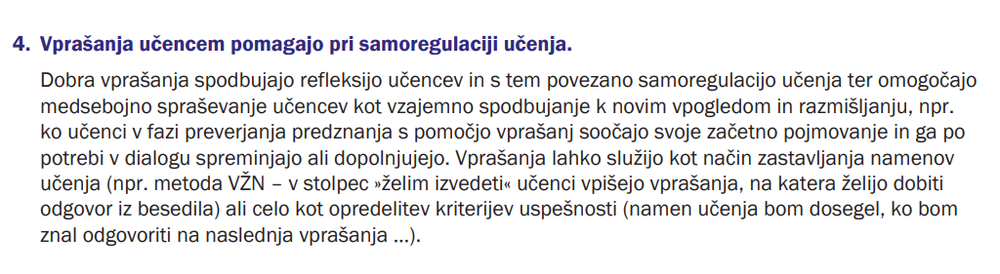 4. Vprašanja učencem pomagajo pri samoregulaciji učenja.
Dobra vprašanja spodbujajo refleksijo učencev in s tem povezano samoregulacijo učenja ter omogočajo
medsebojno spraševanje učencev kot vzajemno spodbujanje k novim vpogledom in razmišljanju, npr.
ko učenci v fazi preverjanja predznanja s pomočjo vprašanj soočajo svoje začetno pojmovanje in ga po
potrebi v dialogu spreminjajo ali dopolnjujejo. Vprašanja lahko služijo kot način zastavljanja namenov
učenja (npr. metoda VŽN – v stolpec »želim izvedeti« učenci vpišejo vprašanja, na katera želijo dobiti
odgovor iz besedila) ali celo kot opredelitev kriterijev uspešnosti (namen učenja bom dosegel, ko bom
znal odgovoriti na naslednja vprašanja ...).